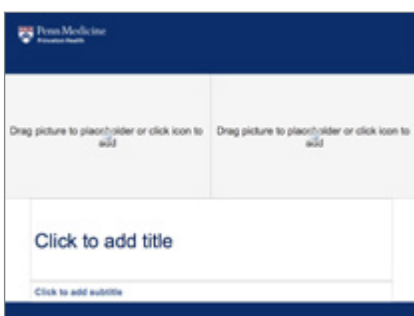 Penn Medicine
Princeton Health
Drag picture to placeholder or click icon to
add
Drag picture to placeholder or click icon to
add
Click to add title
Click to add subtitle